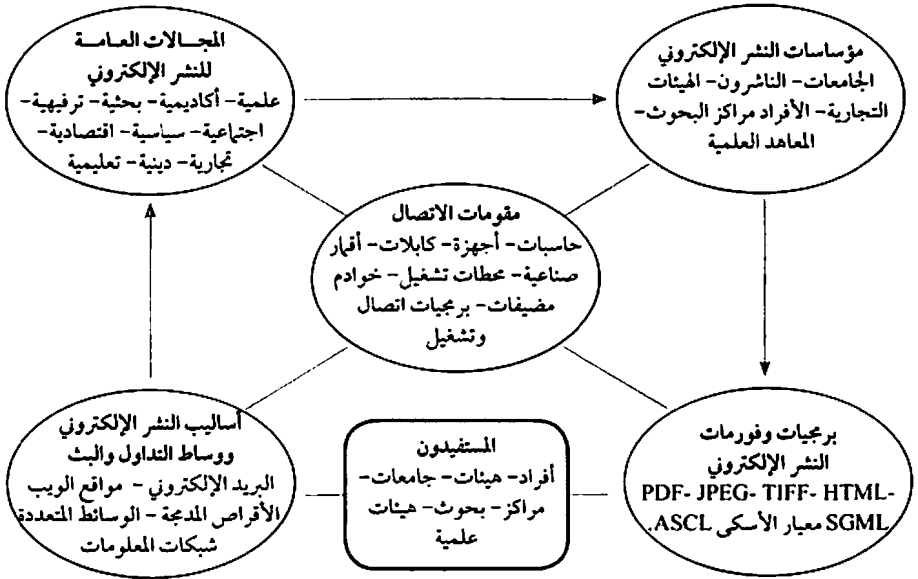 مؤساسات النشر الإلكتروني
الجامعات- الناشرون- الهيئات
التجارية- الأفراد مراكز البحوث-
المعاهد العلمية
المجـالات العـامـة
للنشر الإلكتروني
علمية- أكاديمية- بحثية- ترفيهية-
اجتماعية- سياسية- اقتصادية-
تجارية- دينية- تعليمية
مقومات الاتصال
حاسبات- أجهزة- كابلات- أقمار
صناعية- محطات تشغيل- خوادم
مضيفات- برمجيات اتصال
وتشغيل
برمجيات وفورمات
النشر الإلكتروني
PDF- JPEG- TIFF- HTML-
SGML معيار الأسكى ASCL.
المستفيدون
أفراد- هيئات- جامعات-
مراكز- بحوث- هيئات
علمية
أساليب النشر الإلكتروني
ووساط التداول والبث
البريد الإلكتروني - مواقع الويب
الأقراص المدمجة- الوسائط المتعددة
شبكات المعلومات